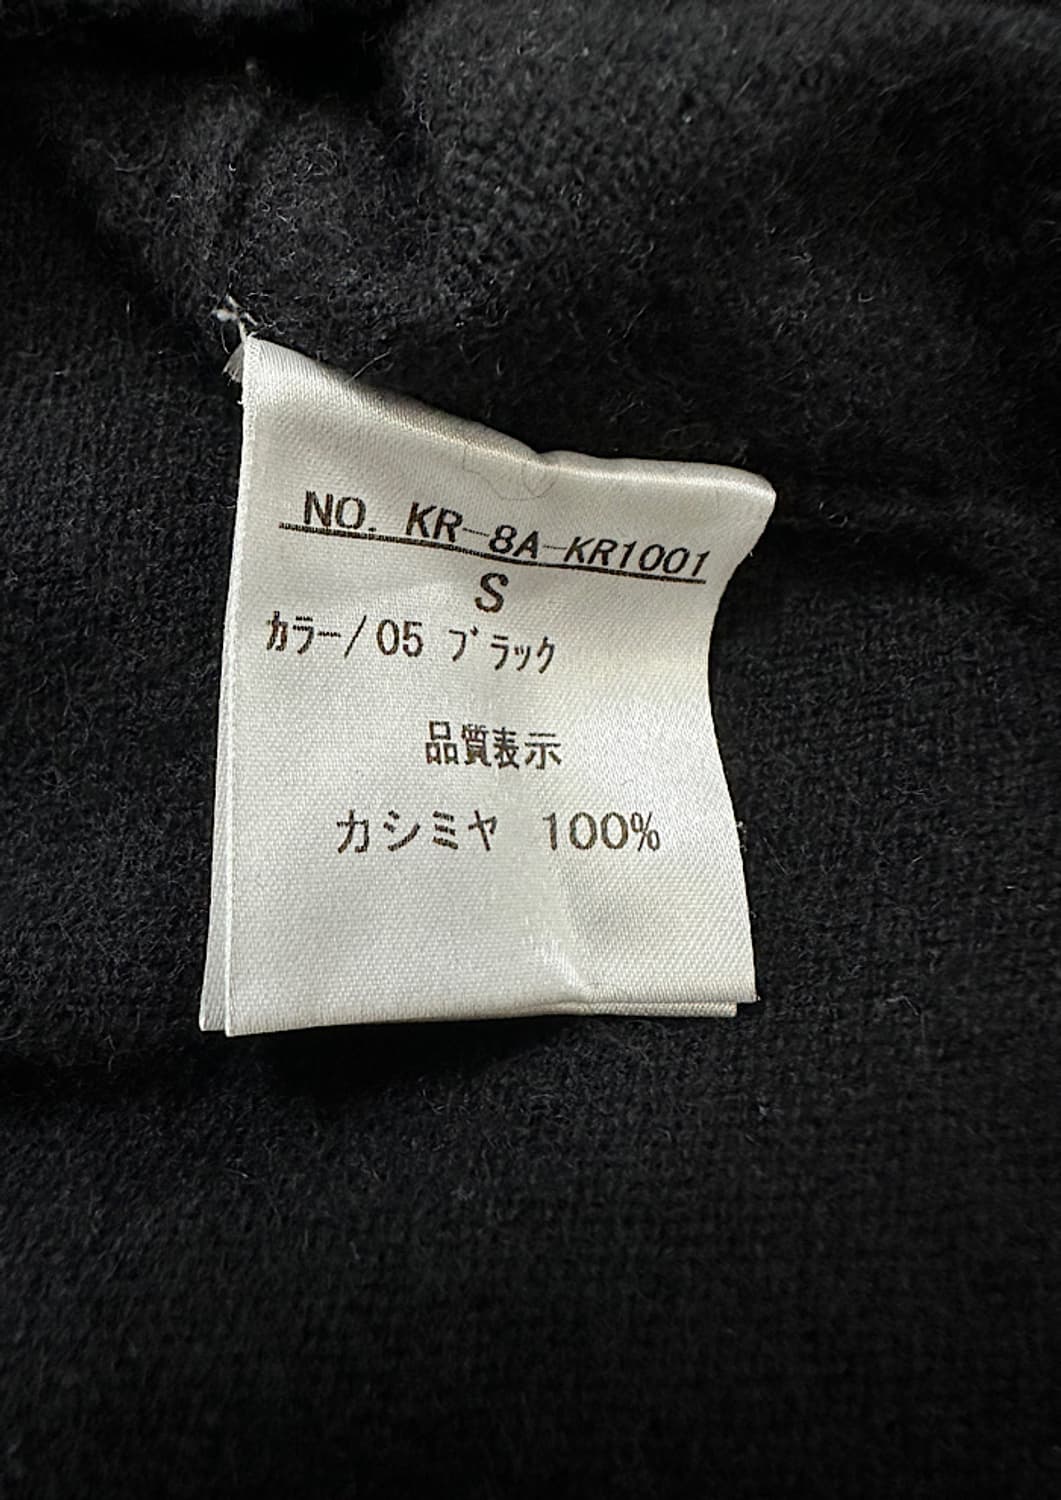 NO. KR-8A-KR1001
S
カラー/05 ブラック
品質表示
カシミヤ 100%